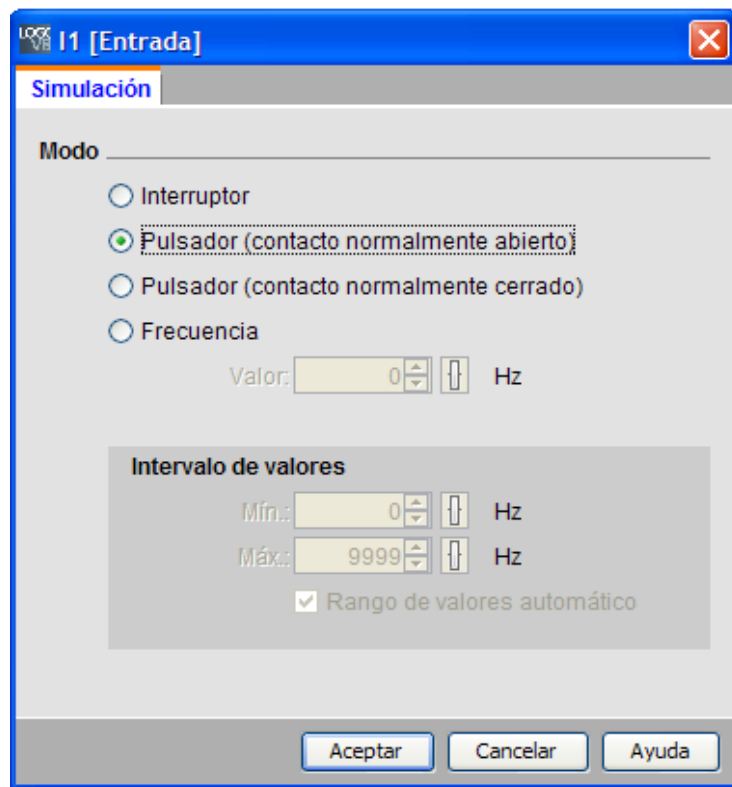 I1 [Entrada]
Simulación
Modo
Interruptor
Pulsador (contacto normalmente abierto)
Pulsador (contacto normalmente cerrado)
Frecuencia
Valor: 0 Hz
Intervalo de valores
Mín.: 0 Hz
Máx.: 9999 Hz
Rango de valores automático
Aceptar Cancelar Ayuda